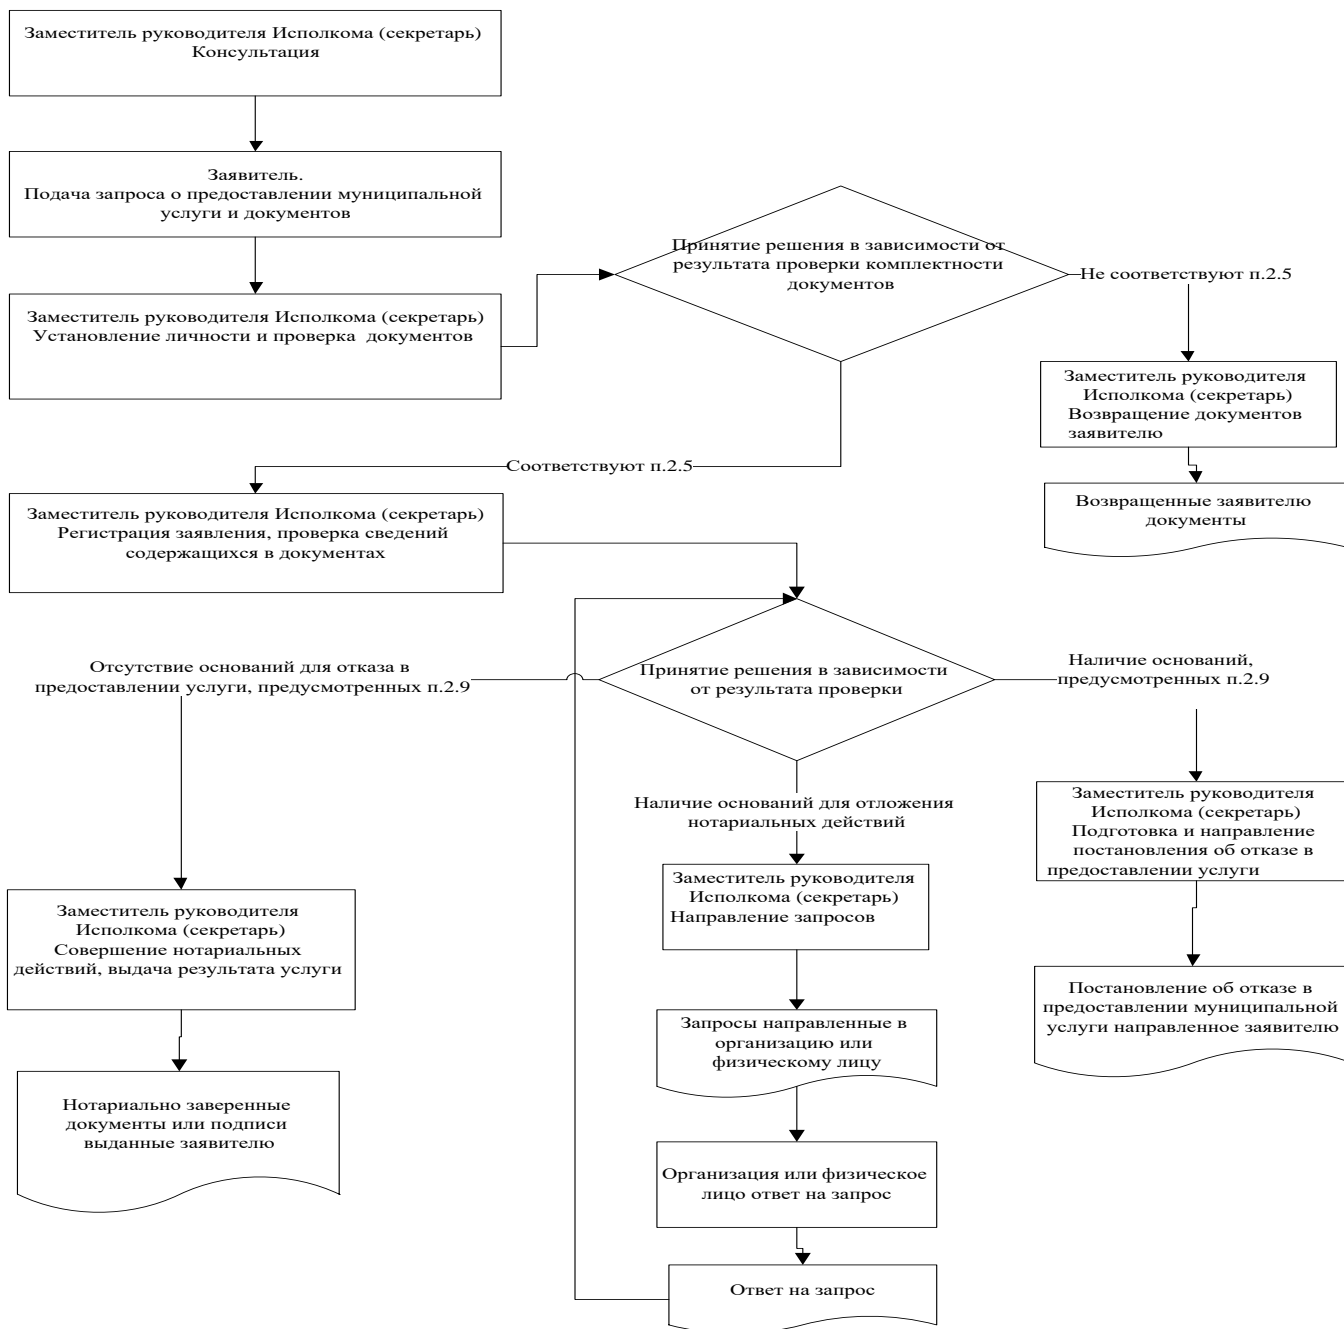 Заместитель руководителя Исполкома (секретарь)
Консультация
Заявитель.
Подача запроса о предоставлении муниципальной
услуги и документов
Заместитель руководителя Исполкома (секретарь)
Установление личности и проверка документов
Принятие решения в зависимости от
результата проверки комплектности
документов
Не соответствуют п.2.5
Заместитель руководителя
Исполкома (секретарь)
Возвращение документов
заявителю
Возвращенные заявителю
документы
Соответствуют п.2.5
Заместитель руководителя Исполкома (секретарь)
Регистрация заявления, проверка сведений
содержащихся в документах
Принятие решения в зависимости
от результата проверки
Отсутствие оснований для отказа в
предоставлении услуги, предусмотренных п.2.9
Наличие оснований,
предусмотренных п.2.9
Наличие оснований для отложения
нотариальных действий
Заместитель руководителя
Исполкома (секретарь)
Подготовка и направление
постановления об отказе в
предоставлении услуги
Заместитель руководителя
Исполкома (секретарь)
Направление запросов
Заместитель руководителя
Исполкома (секретарь)
Совершение нотариальных
действий, выдача результата услуги
Постановление об отказе в
предоставлении муниципальной
услуги направленное заявителю
Запросы направленные в
организацию или
физическому лицу
Нотариально заверенные
документы или подписи
выданные заявителю
Организация или физическое
лицо ответ на запрос
Ответ на запрос